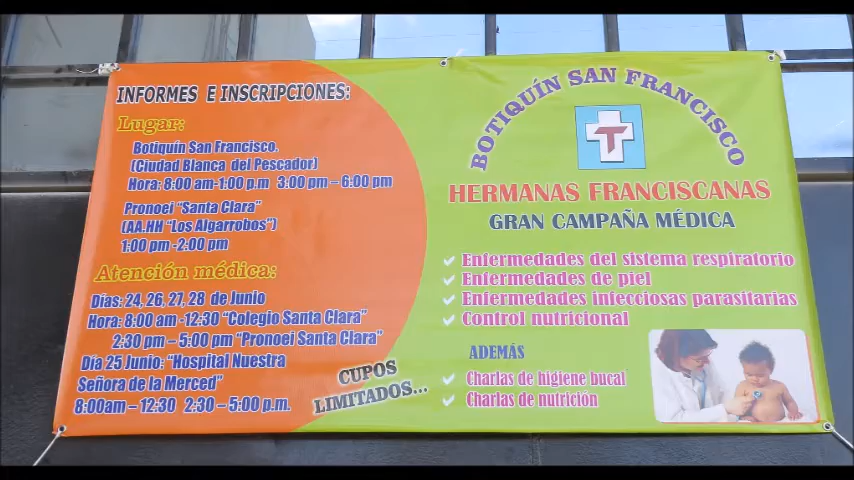 INFORMES E INSCRIPCIONES:
Lugar:
Botiquín San Francisco.
(Ciudad Blanca del Pescador)
Hora: 8:00 am-1:00 p.m 3:00 pm – 6:00 pm
Pronoei "Santa Clara"
(AA.HH "Los Algarrobos")
1:00 pm -2:00 pm
Atención médica:
Días: 24, 26, 27, 28 de Junio
Hora: 8:00 am -12:30 "Colegio Santa Clara"
2:30 pm – 5:00 pm "Pronoei Santa Clara"
Día 25 Junio: "Hospital Nuestra
Señora de la Merced"
8:00am – 12:30 2:30 – 5:00 p.m.
CUPOS
LIMITADOS...
BOTIQUÍN SAN FRANCISCO
T
HERMANAS FRANCISCANAS
GRAN CAMPAÑA MÉDICA
Enfermedades del sistema respiratorio
Enfermedades de piel
Enfermedades infecciosas parasitarias
Control nutricional
ADEMÁS
Charlas de higiene bucal
Charlas de nutrición